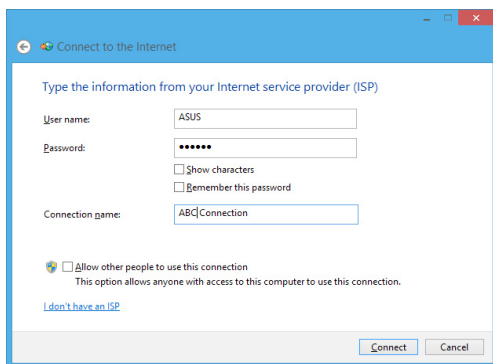 Connect to the Internet
Type the information from your Internet service provider (ISP)
User name: ASUS
Password: ••••••
Show characters
Remember this password
Connection name: ABC Connection
Allow other people to use this connection
This option allows anyone with access to this computer to use this connection.
I don't have an ISP
Connect Cancel